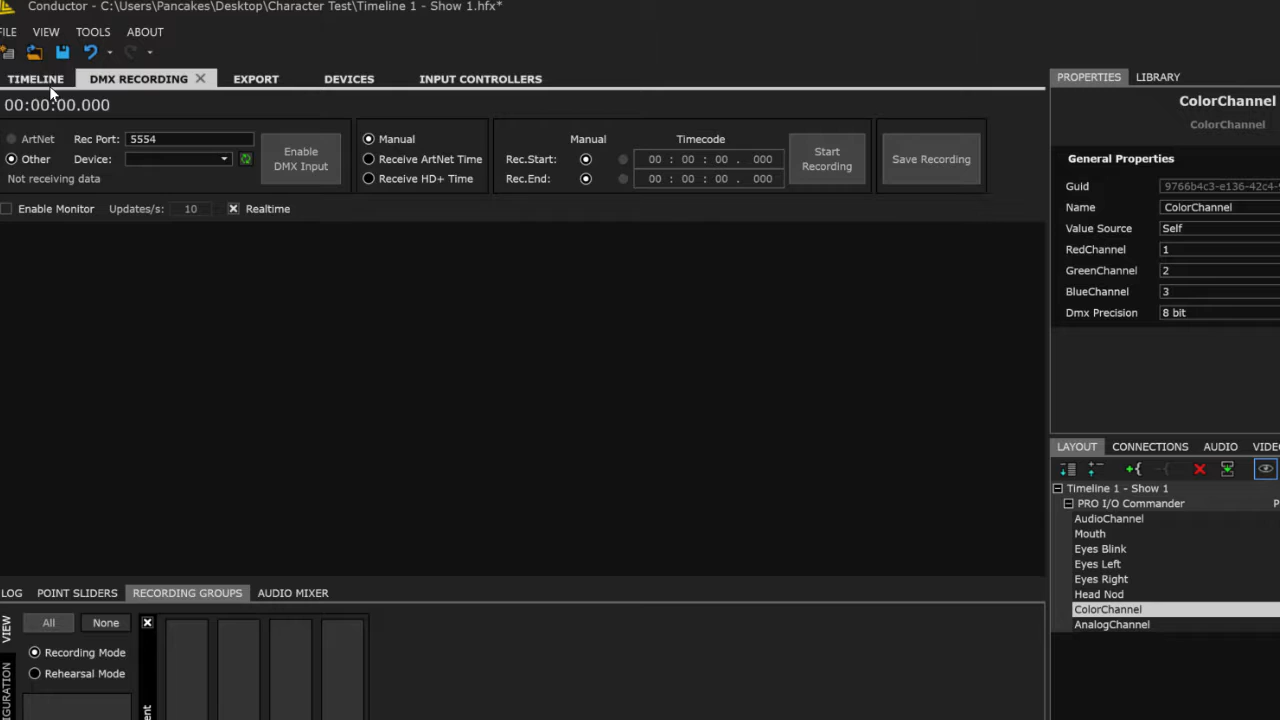 Conductor - C:\Users\Pancakes\Desktop\Character Test\Timeline 1 - Show 1.hfx*
FILE VIEW TOOLS ABOUT
TIMELINE DMX RECORDING EXPORT DEVICES INPUT CONTROLLERS
00:00:00.000
ArtNet Rec Port: 5554
Other Device:
Not receiving data
Enable
DMX Input
Manual
Receive ArtNet Time
Receive HD+ Time
Manual Timecode
Rec.Start: 00 : 00 : 00 . 000
Rec.End: 00 : 00 : 00 . 000
Start
Recording
Save Recording
Enable Monitor Updates/s: 10 Realtime
PROPERTIES LIBRARY
ColorChannel
ColorChannel
General Properties
Guid 9766b4c3-e136-42c4-
Name ColorChannel
Value Source Self
RedChannel 1
GreenChannel 2
BlueChannel 3
Dmx Precision 8 bit
LAYOUT CONNECTIONS AUDIO VIDEO
Timeline 1 - Show 1
PRO I/O Commander P
AudioChannel
Mouth
Eyes Blink
Eyes Left
Eyes Right
Head Nod
ColorChannel
AnalogChannel
LOG POINT SLIDERS RECORDING GROUPS AUDIO MIXER
VIEW
All None
Recording Mode
Rehearsal Mode